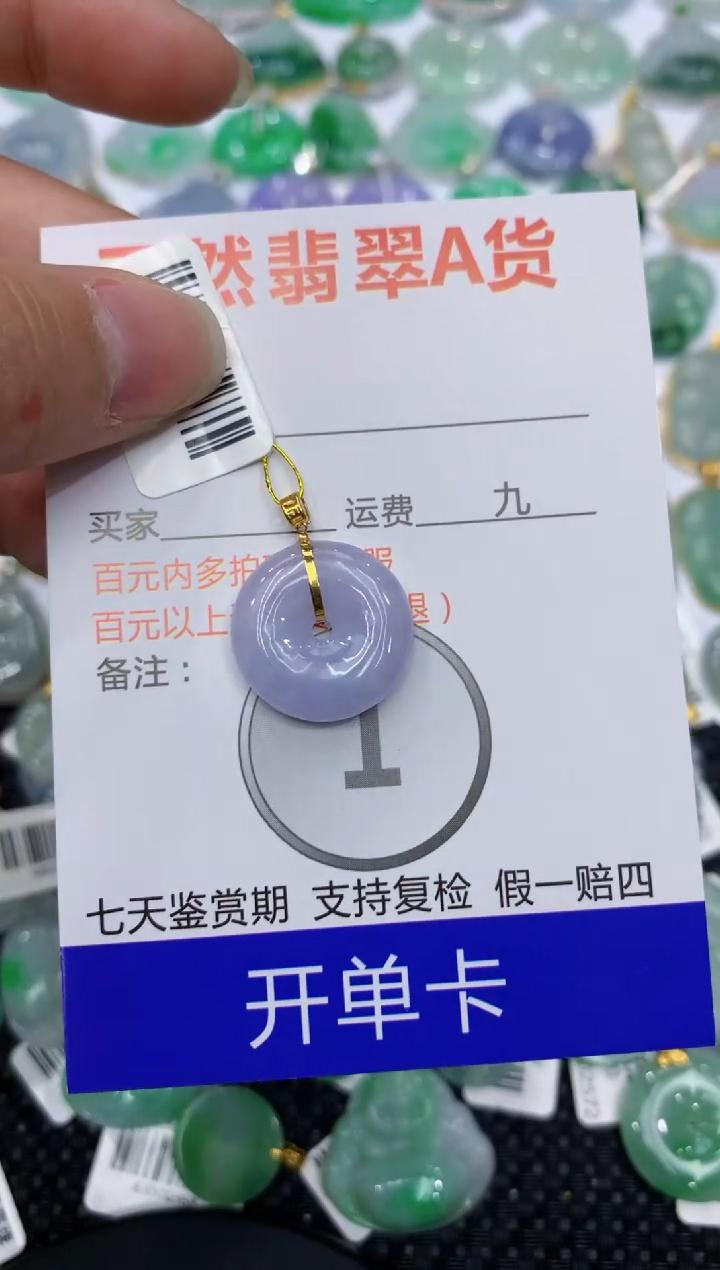 然翡翠A货
买家 运费 九
百元内多拍
百元以上 退）
备注：
1
七天鉴赏期 支持复检 假一赔四
开单卡